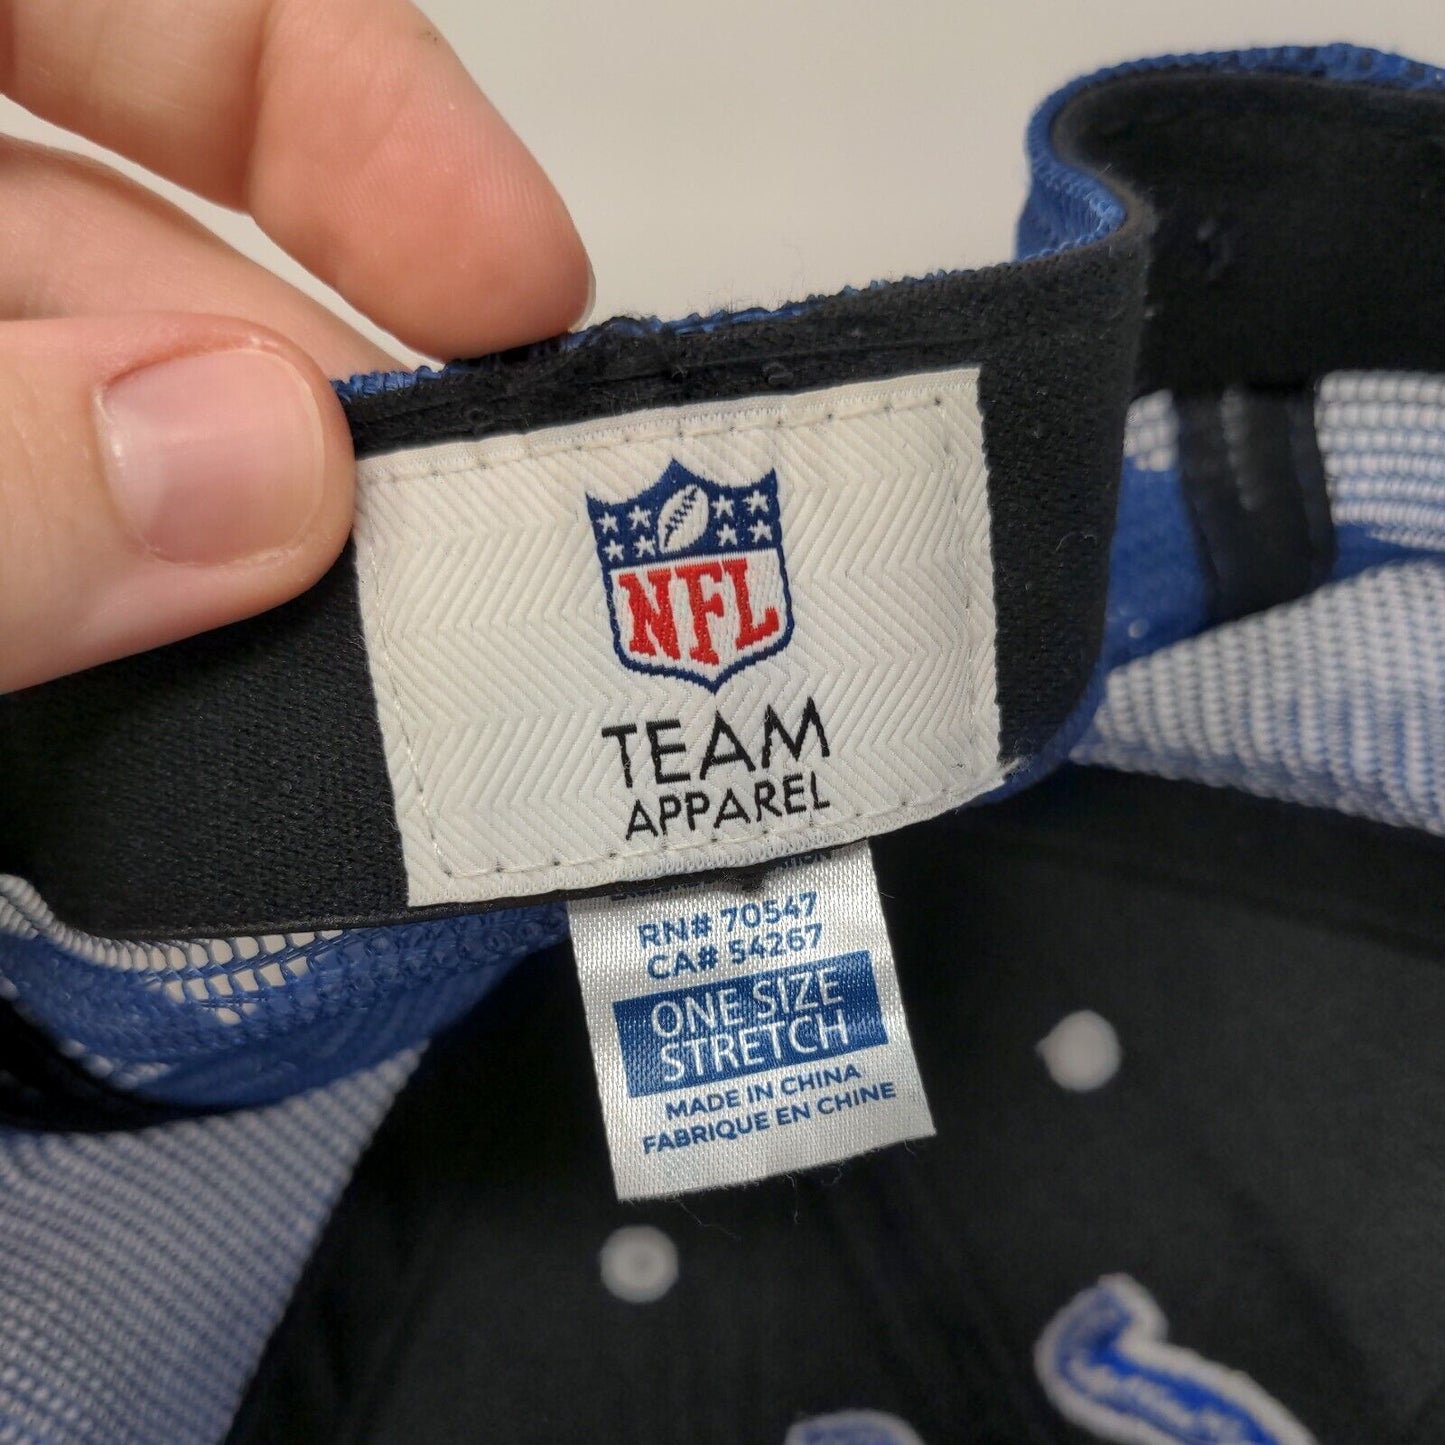 NFL
TEAM
APPAREL
RN# 70547
CA# 54267
ONE SIZE
STRETCH
MADE IN CHINA
FABRIQUE EN CHINE